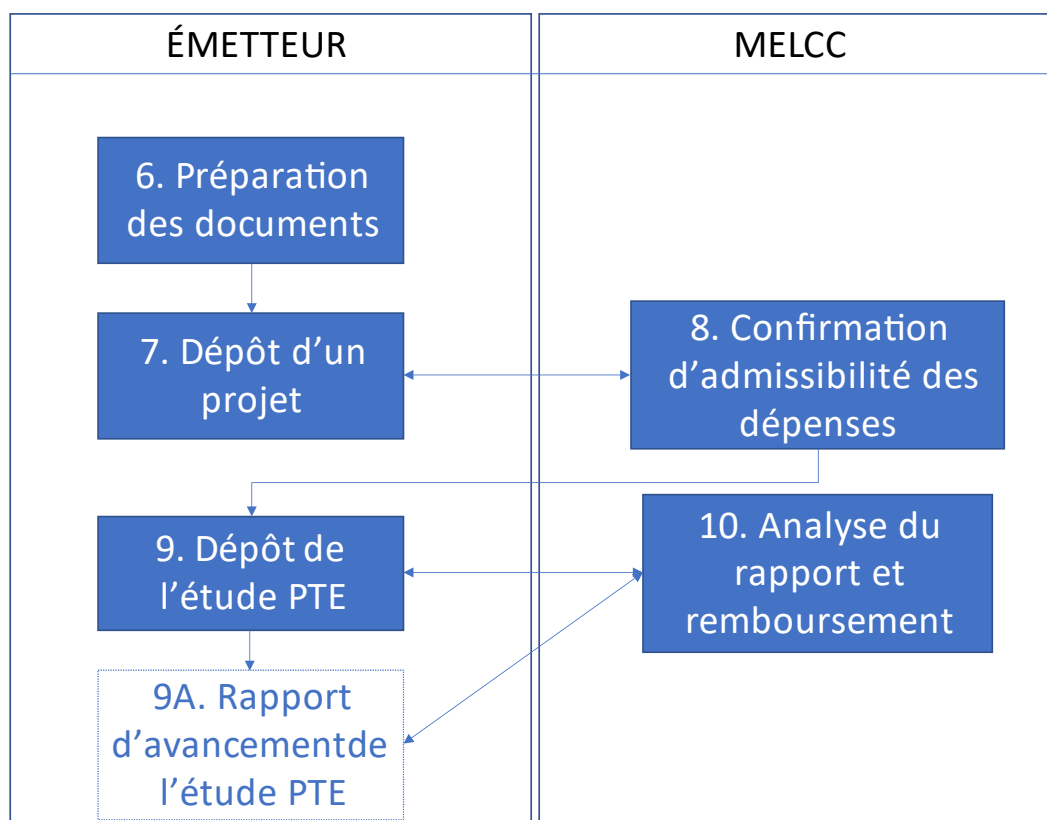 ÉMETTEUR
MELCC
6. Préparation
des documents
7. Dépôt d'un
projet
8. Confirmation
d'admissibilité des
dépenses
9. Dépôt de
l'étude PTE
10. Analyse du
rapport et
remboursement
9A. Rapport
d'avancementde
l'étude PTE